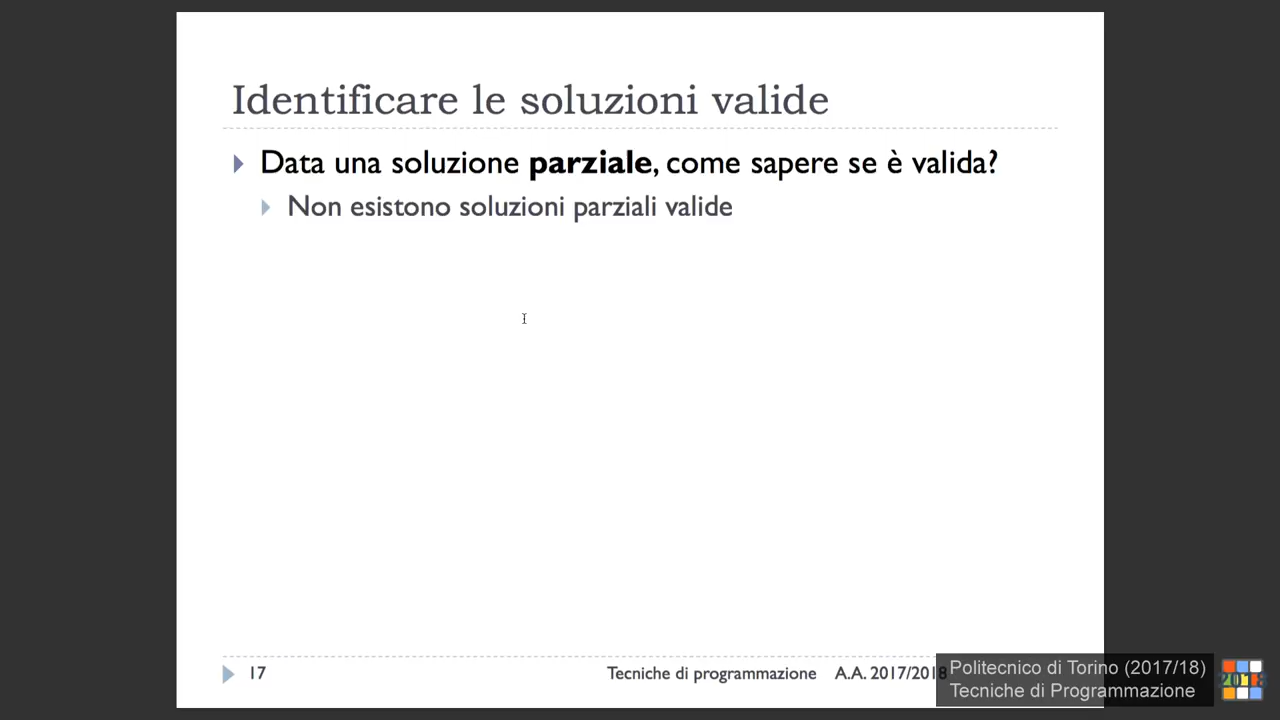 Identificare le soluzioni valide
Data una soluzione parziale, come sapere se è valida?
Non esistono soluzioni parziali valide
17
Tecniche di programmazione A.A. 2017/2018
Politecnico di Torino (2017/18)
Tecniche di Programmazione
2018